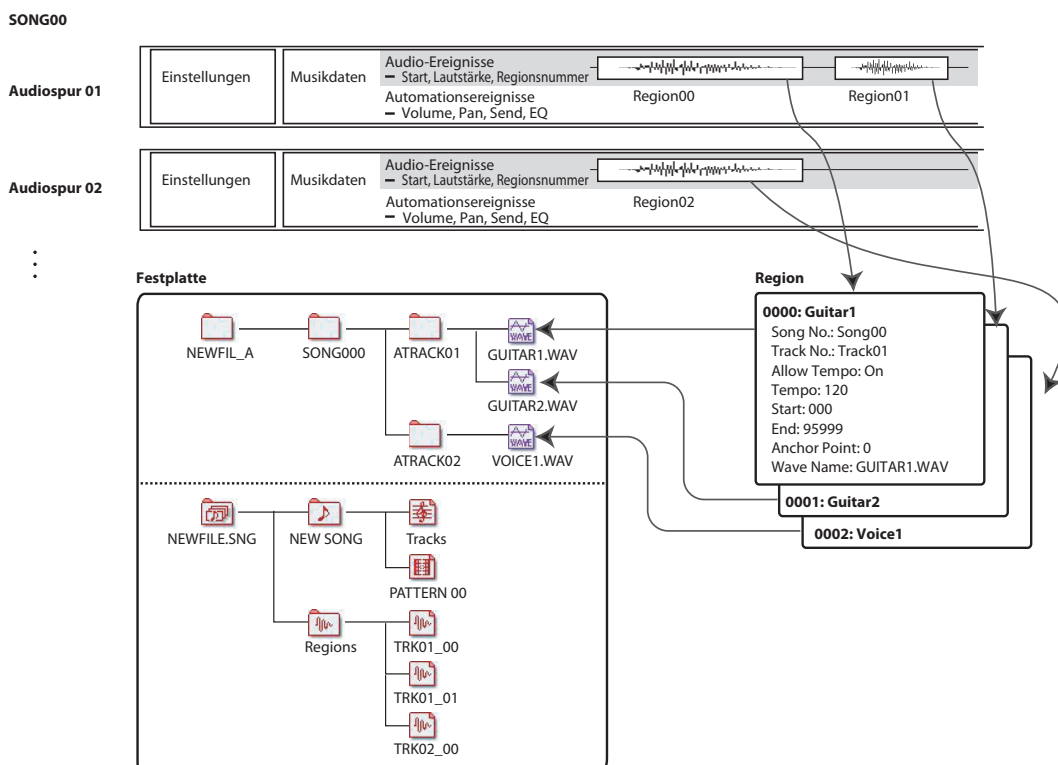 SONG00
Audiospur 01
Einstellungen
Musikdaten
Audio-Ereignisse
– Start, Lautstärke, Regionsnummer
Automationsereignisse
– Volume, Pan, Send, EQ
Region00
Region01
Audiospur 02
Einstellungen
Musikdaten
Audio-Ereignisse
– Start, Lautstärke, Regionsnummer
Automationsereignisse
– Volume, Pan, Send, EQ
Region02
Festplatte
NEWFIL_A
SONG000
ATRACK01
WAVE
GUITAR1.WAV
WAVE
GUITAR2.WAV
ATRACK02
WAVE
VOICE1.WAV
NEWFILE.SNG
NEW SONG
Tracks
PATTERN 00
Regions
TRK01_00
TRK01_01
TRK02_00
Region
0000: Guitar1
Song No.: Song00
Track No.: Track01
Allow Tempo: On
Tempo: 120
Start: 000
End: 95999
Anchor Point: 0
Wave Name: GUITAR1.WAV
0001: Guitar2
0002: Voice1